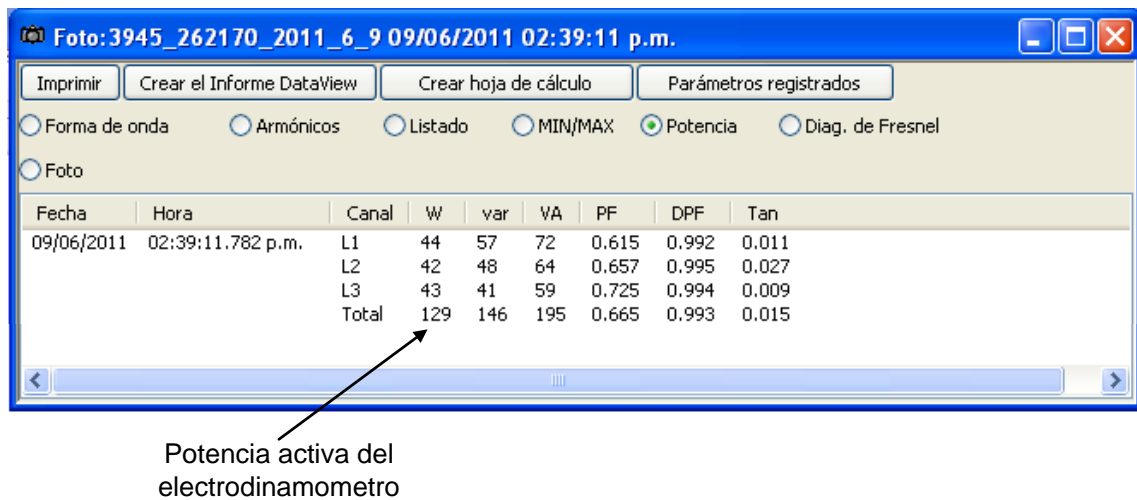 Foto:3945_262170_2011_6_9 09/06/2011 02:39:11 p.m.
Imprimir Crear el Informe DataView Crear hoja de cálculo Parámetros registrados
Forma de onda Armónicos Listado MIN/MAX Potencia Diag. de Fresnel
Foto
Fecha Hora Canal W var VA PF DPF Tan
09/06/2011 02:39:11.782 p.m. L1 44 57 72 0.615 0.992 0.011
L2 42 48 64 0.657 0.995 0.027
L3 43 41 59 0.725 0.994 0.009
Total 129 146 195 0.665 0.993 0.015
Potencia activa del
electrodinamometro